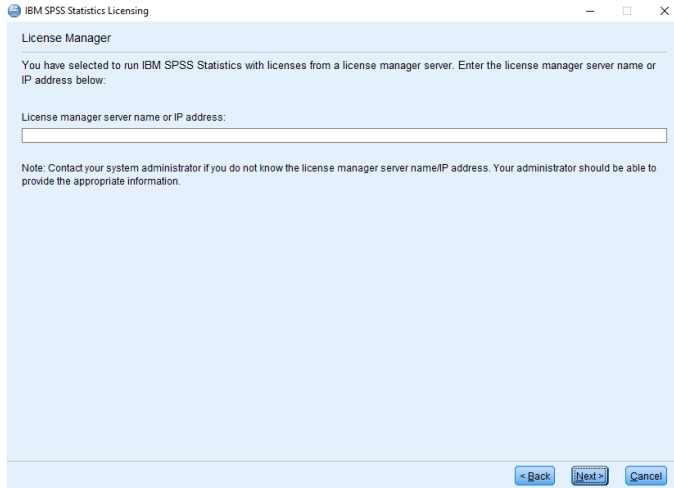 IBM SPSS Statistics Licensing
License Manager
You have selected to run IBM SPSS Statistics with licenses from a license manager server. Enter the license manager server name or
IP address below:
License manager server name or IP address:
Note: Contact your system administrator if you do not know the license manager server name/IP address. Your administrator should be able to
provide the appropriate information.
< Back Next > Cancel